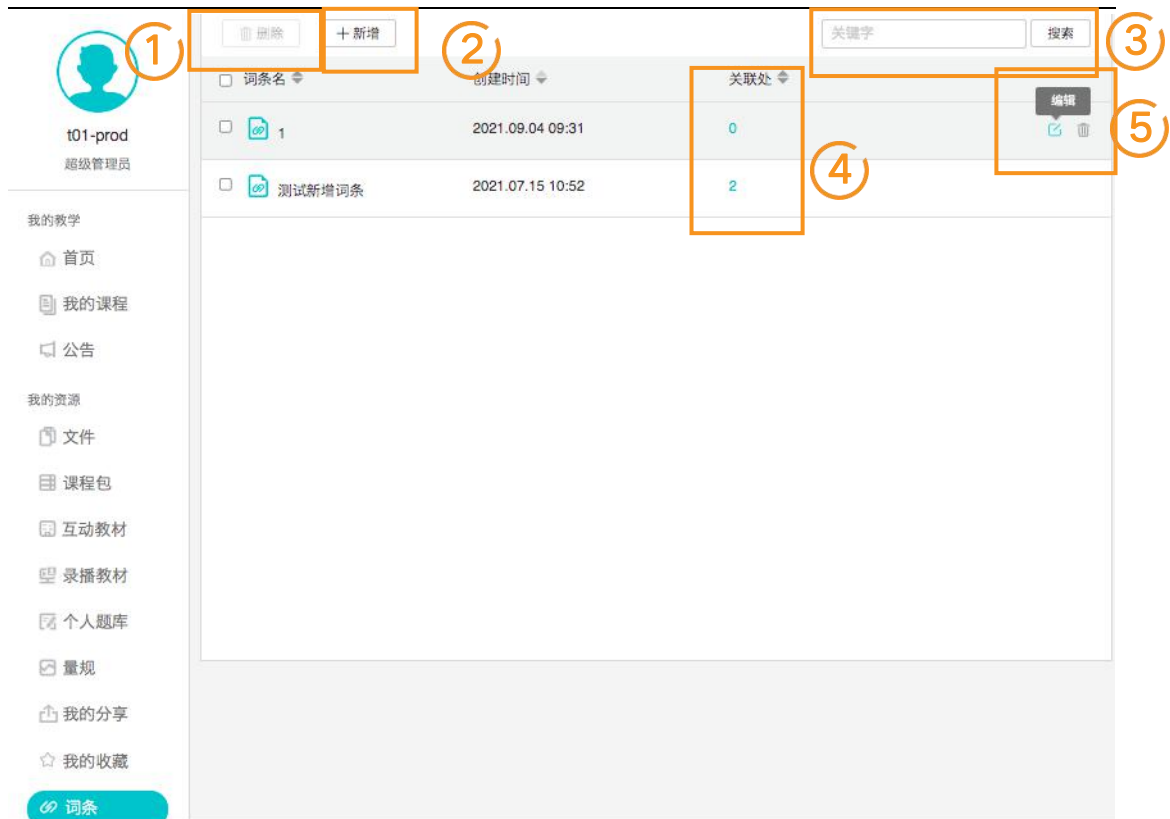 ①
删除
＋新增
②
关键字
搜索
③
词条名
创建时间
关联处
编辑
1
2021.09.04 09:31
0
⑤
测试新增词条
2021.07.15 10:52
2
④
t01-prod
超级管理员
我的教学
首页
我的课程
公告
我的资源
文件
课程包
互动教材
录播教材
个人题库
量规
我的分享
我的收藏
词条